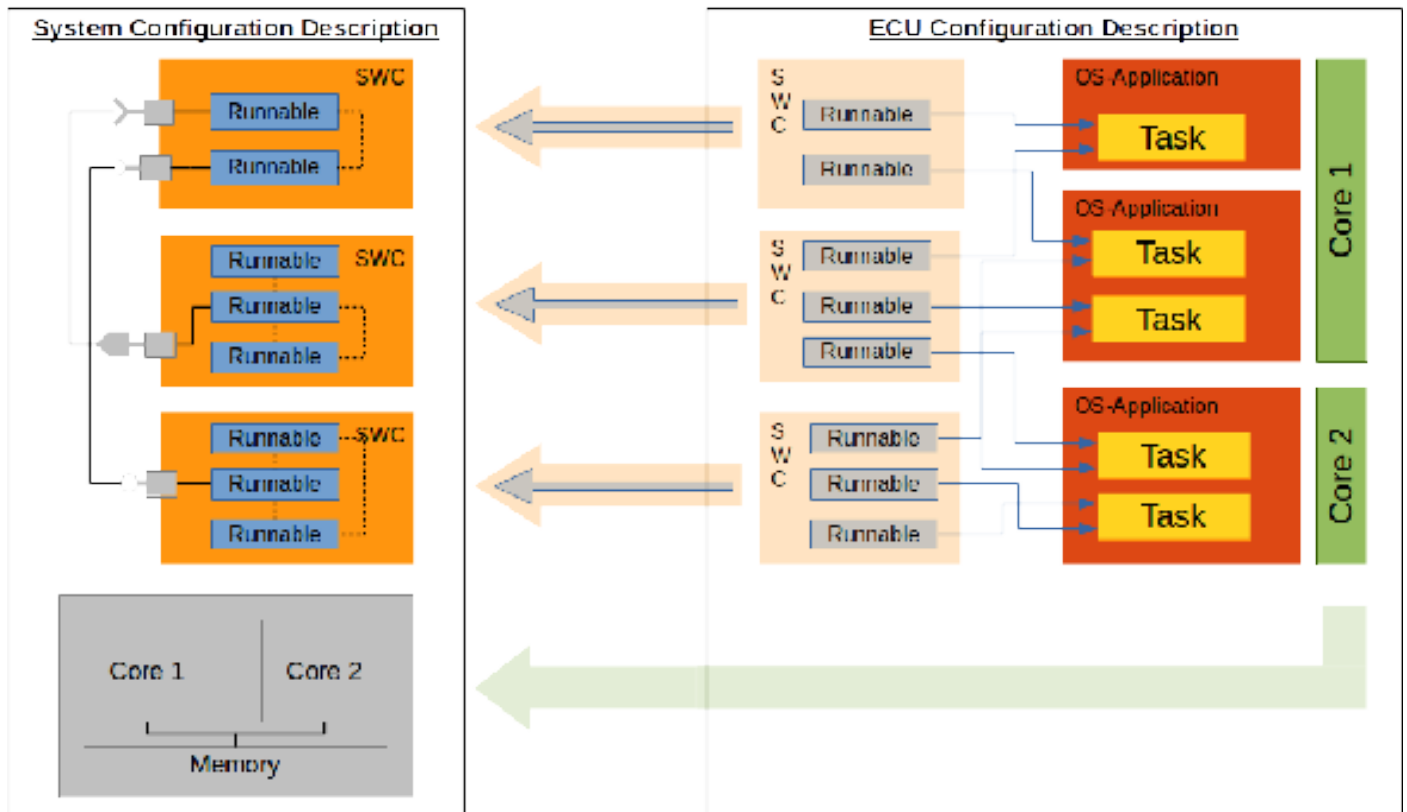 System Configuration Description
SWC
Runnable
Runnable
Runnable
SWC
Runnable
Runnable
Runnable
SWC
Runnable
Runnable
Core 1
Core 2
Memory
ECU Configuration Description
S
W
C
Runnable
Runnable
S
W
C
Runnable
Runnable
Runnable
S
W
C
Runnable
Runnable
Runnable
OS-Application
Task
OS-Application
Task
Task
OS-Application
Task
Task
Core 1
Core 2